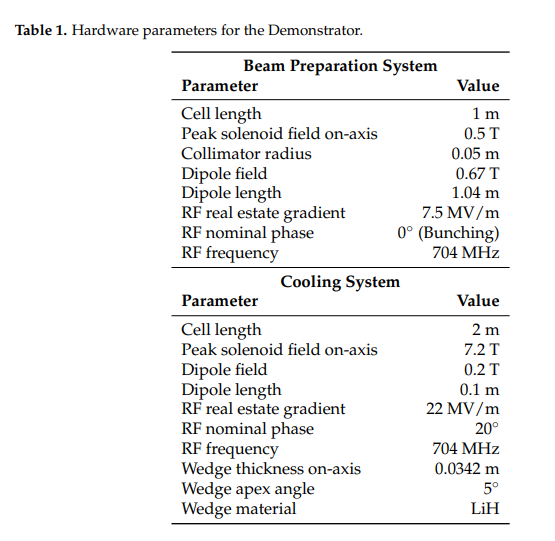 Table 1. Hardware parameters for the Demonstrator.
Beam Preparation System
Parameter Value
Cell length 1 m
Peak solenoid field on-axis 0.5 T
Collimator radius 0.05 m
Dipole field 0.67 T
Dipole length 1.04 m
RF real estate gradient 7.5 MV/m
RF nominal phase 0° (Bunching)
RF frequency 704 MHz
Cooling System
Parameter Value
Cell length 2 m
Peak solenoid field on-axis 7.2 T
Dipole field 0.2 T
Dipole length 0.1 m
RF real estate gradient 22 MV/m
RF nominal phase 20°
RF frequency 704 MHz
Wedge thickness on-axis 0.0342 m
Wedge apex angle 5°
Wedge material LiH